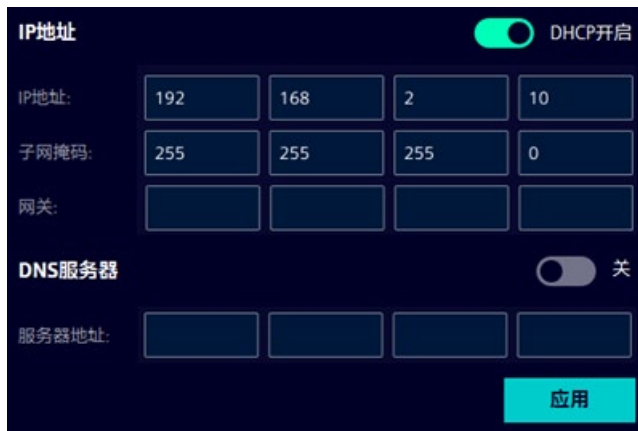 IP地址 DHCP开启
IP地址: 192 168 2 10
子网掩码: 255 255 255 0
网关:
DNS服务器 关
服务器地址:
应用